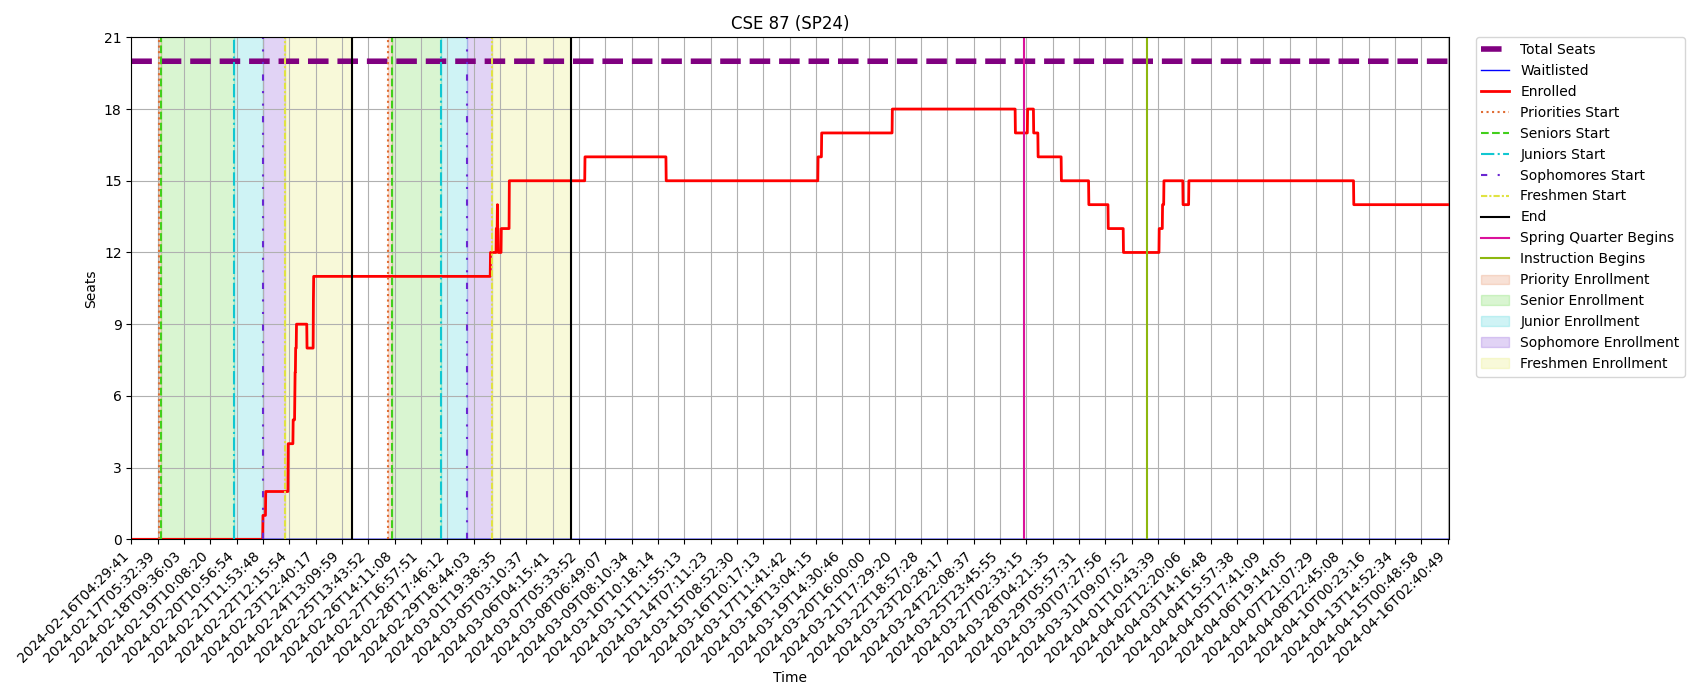 CSE 87 (SP24)
21
18
15
12
9
6
3
0
Seats
2024-02-16T04:29:41
2024-02-17T05:32:39
2024-02-18T09:36:03
2024-02-19T10:08:20
2024-02-20T10:56:54
2024-02-21T11:53:48
2024-02-22T12:15:54
2024-02-23T12:40:17
2024-02-24T13:09:59
2024-02-25T13:43:52
2024-02-26T14:11:08
2024-02-27T16:57:51
2024-02-28T17:46:12
2024-02-29T18:44:03
2024-03-01T19:38:35
2024-03-05T03:10:37
2024-03-06T04:15:41
2024-03-07T05:33:52
2024-03-08T06:49:07
2024-03-09T08:10:34
2024-03-10T10:18:14
2024-03-11T11:55:13
2024-03-14T07:11:23
2024-03-15T08:52:30
2024-03-16T10:17:13
2024-03-17T11:41:42
2024-03-18T13:04:15
2024-03-19T14:30:46
2024-03-20T16:00:00
2024-03-21T17:29:20
2024-03-22T18:57:28
2024-03-23T20:28:17
2024-03-24T22:08:37
2024-03-25T23:45:55
2024-03-27T02:33:15
2024-03-28T04:21:35
2024-03-29T05:57:31
2024-03-30T07:27:56
2024-03-31T09:07:52
2024-04-01T10:43:39
2024-04-02T12:20:06
2024-04-03T14:16:48
2024-04-04T15:57:38
2024-04-05T17:41:09
2024-04-06T19:14:05
2024-04-07T21:07:29
2024-04-08T22:45:08
2024-04-10T00:23:16
2024-04-13T14:52:34
2024-04-15T00:48:58
2024-04-16T02:40:49
Time
Total Seats
Waitlisted
Enrolled
Priorities Start
Seniors Start
Juniors Start
Sophomores Start
Freshmen Start
End
Spring Quarter Begins
Instruction Begins
Priority Enrollment
Senior Enrollment
Junior Enrollment
Sophomore Enrollment
Freshmen Enrollment